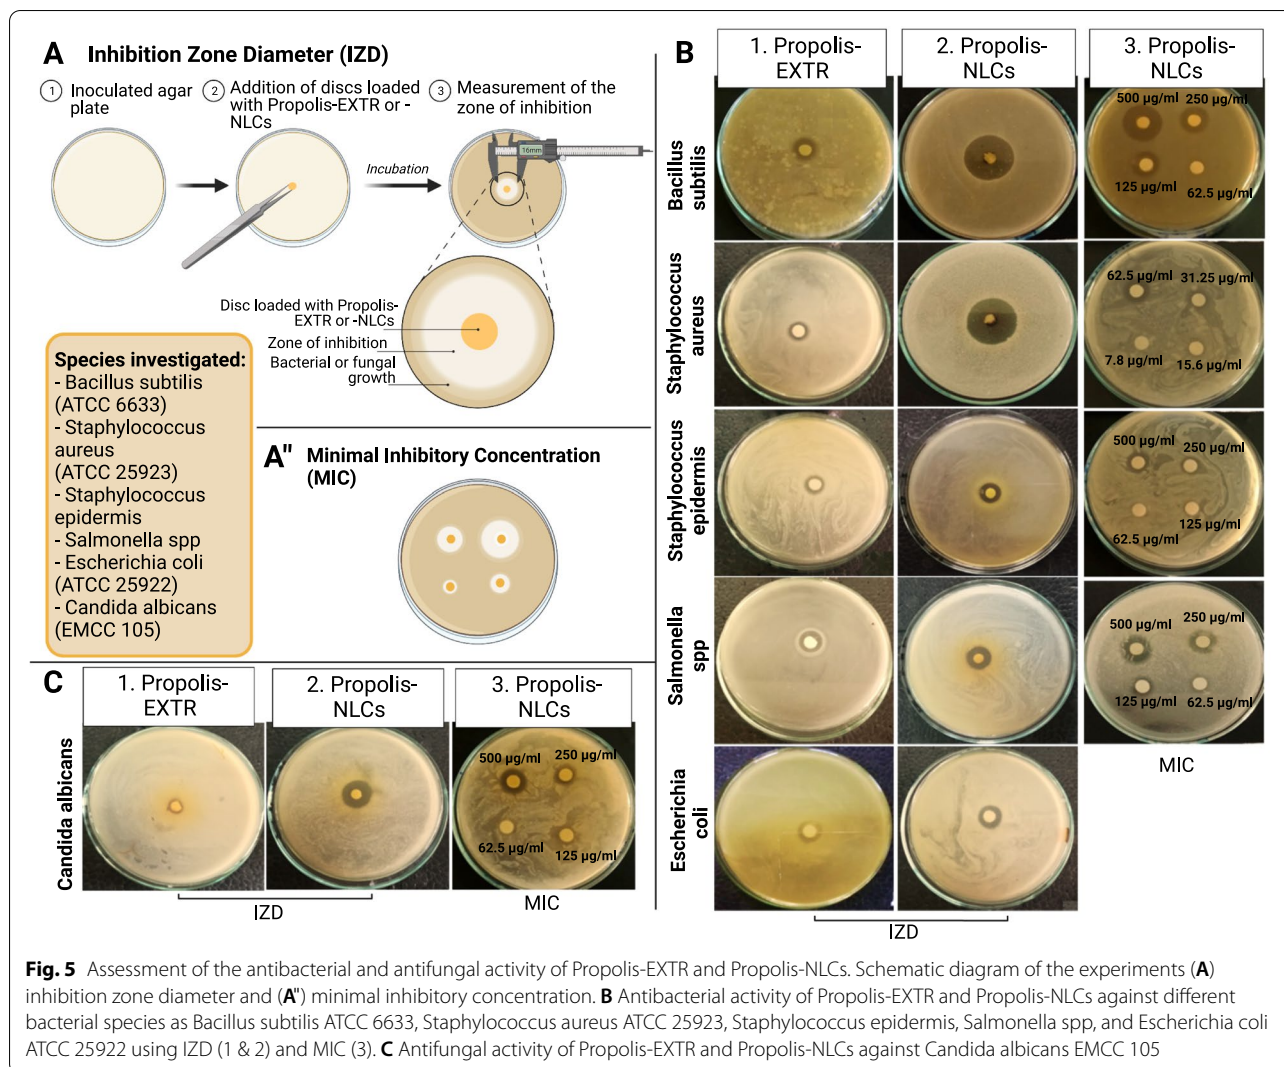 A Inhibition Zone Diameter (IZD)
1 Inoculated agar
plate
2 Addition of discs loaded
with Propolis-EXTR or -
NLCs
3 Measurement of the
zone of inhibition
Incubation
16mm
Disc loaded with Propolis-
EXTR or -NLCs
Zone of inhibition
Bacterial or fungal
growth
Species investigated:
- Bacillus subtilis
(ATCC 6633)
- Staphylococcus
aureus
(ATCC 25923)
- Staphylococcus
epidermis
- Salmonella spp
- Escherichia coli
(ATCC 25922)
- Candida albicans
(EMCC 105)
A" Minimal Inhibitory Concentration
(MIC)
B
1. Propolis-
EXTR
2. Propolis-
NLCs
3. Propolis-
NLCs
Bacillus
subtilis
500 µg/ml 250 µg/ml
125 µg/ml 62.5 µg/ml
Staphylococcus
aureus
62.5 µg/ml 31.25 µg/ml
7.8 µg/ml 15.6 µg/ml
Staphylococcus
epidermis
500 µg/ml 250 µg/ml
62.5 µg/ml 125 µg/ml
Salmonella
spp
500 µg/ml 250 µg/ml
125 µg/ml 62.5 µg/ml
MIC
Escherichia
coli
IZD
C
1. Propolis-
EXTR
2. Propolis-
NLCs
3. Propolis-
NLCs
Candida albicans
500 µg/ml 250 µg/ml
62.5 µg/ml 125 µg/ml
IZD
MIC
Fig. 5 Assessment of the antibacterial and antifungal activity of Propolis-EXTR and Propolis-NLCs. Schematic diagram of the experiments (A)
inhibition zone diameter and (A") minimal inhibitory concentration. B Antibacterial activity of Propolis-EXTR and Propolis-NLCs against different
bacterial species as Bacillus subtilis ATCC 6633, Staphylococcus aureus ATCC 25923, Staphylococcus epidermis, Salmonella spp, and Escherichia coli
ATCC 25922 using IZD (1 & 2) and MIC (3). C Antifungal activity of Propolis-EXTR and Propolis-NLCs against Candida albicans EMCC 105